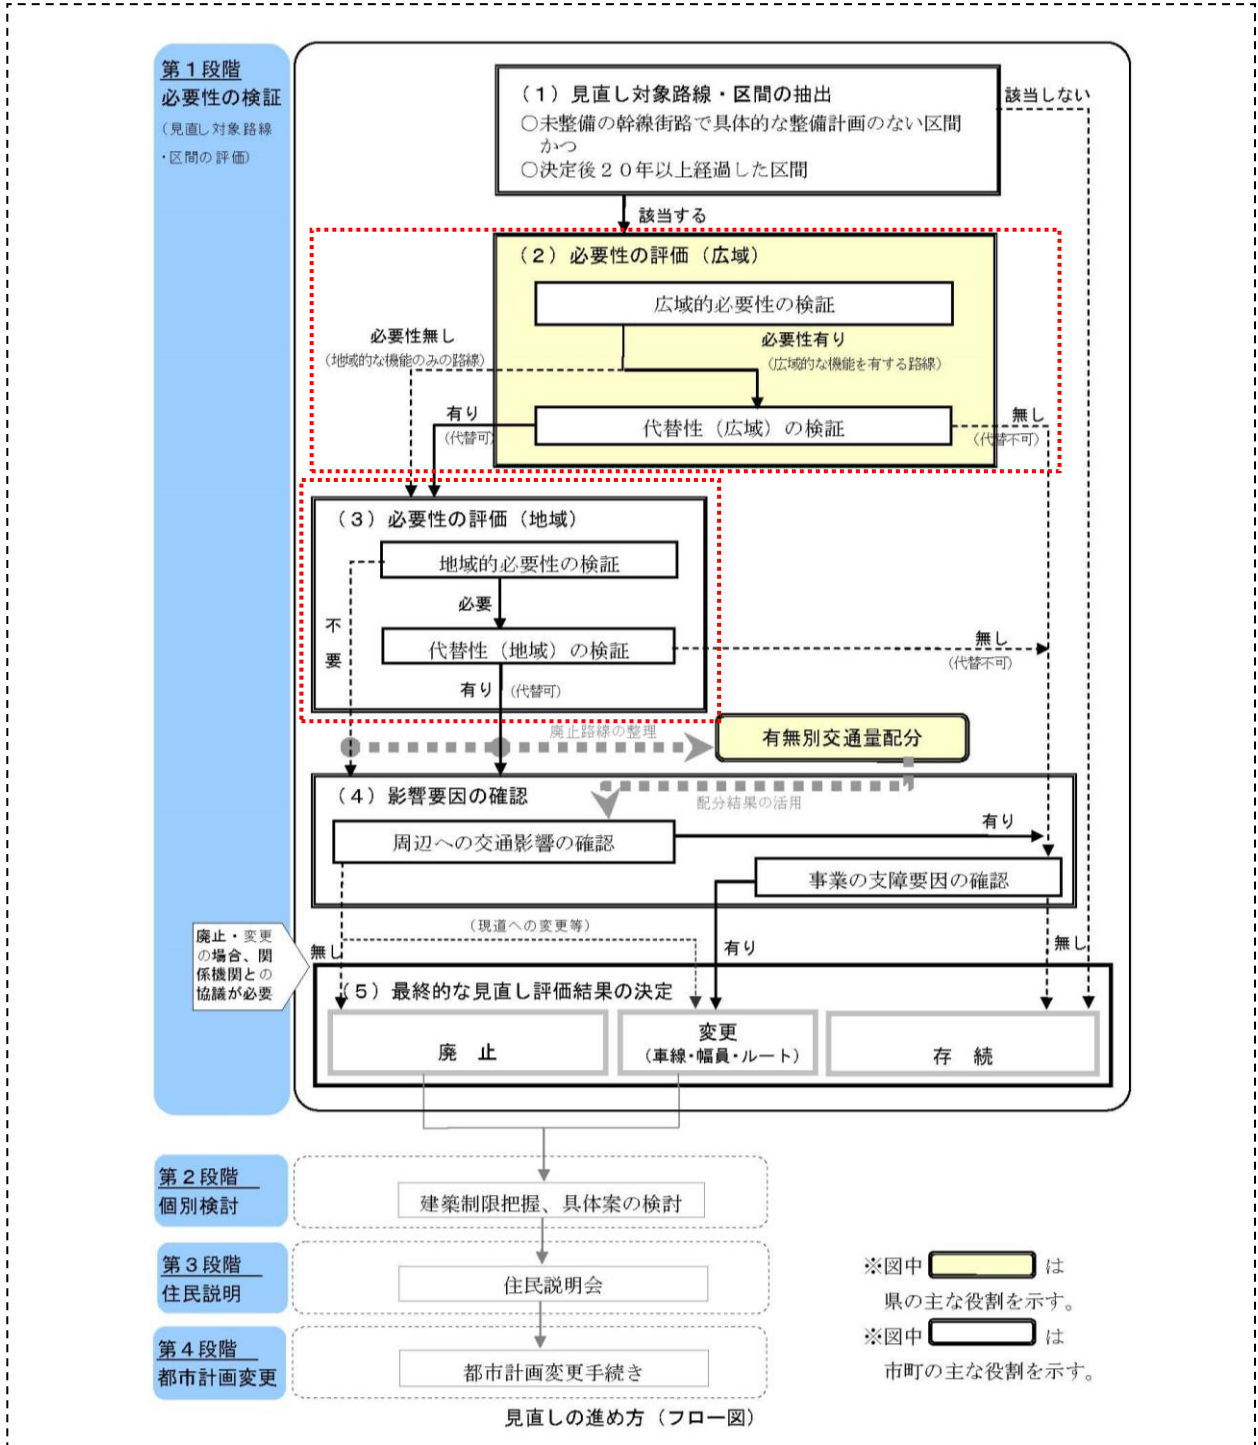 第1段階
必要性の検証
(見直し対象路線
・区間の評価)
(1)見直し対象路線・区間の抽出
○未整備の幹線街路で具体的な整備計画のない区間
かつ
○決定後20年以上経過した区間
該当しない
該当する
(2)必要性の評価(広域)
広域的必要性の検証
必要性無し
(地域的な機能のみの路線)
必要性有り
(広域的な機能を有する路線)
有り
(代替可)
代替性(広域)の検証
無し
(代替不可)
(3)必要性の評価(地域)
地域的必要性の検証
必要
不
要
代替性(地域)の検証
無し
(代替不可)
有り(代替可)
廃止路線の整理
有無別交通量配分
(4)影響要因の確認
配分結果の活用
周辺への交通影響の確認
有り
事業の支障要因の確認
廃止・変更
の場合、関
係機関との
協議が必要
(現道への変更等)
無し
有り
無し
(5)最終的な見直し評価結果の決定
廃 止
変更
(車線・幅員・ルート)
存 続
第2段階
個別検討
建築制限把握、具体案の検討
第3段階
住民説明
住民説明会
第4段階
都市計画変更
都市計画変更手続き
※図中 は
県の主な役割を示す。
※図中 は
市町の主な役割を示す。
見直しの進め方(フロー図)